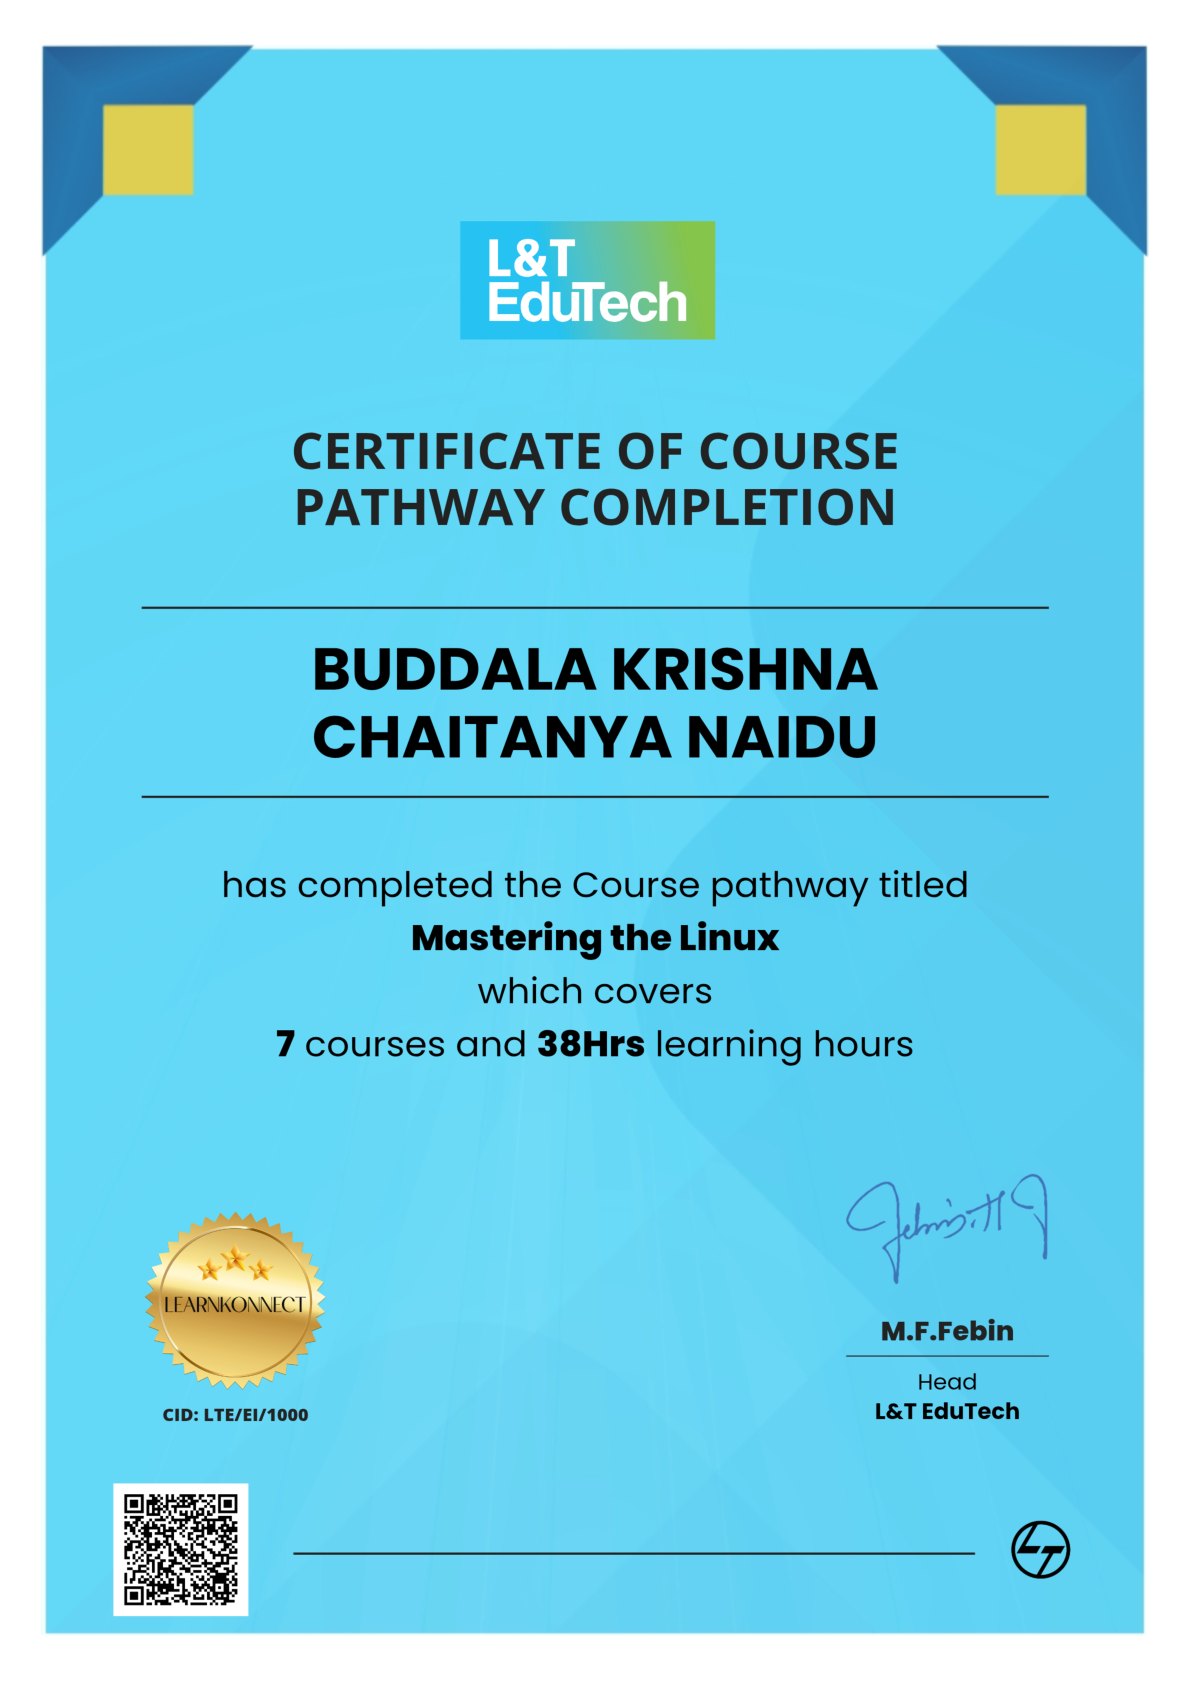 L&T
EduTech
CERTIFICATE OF COURSE
PATHWAY COMPLETION
BUDDALA KRISHNA
CHAITANYA NAIDU
has completed the Course pathway titled
Mastering the Linux
which covers
7 courses and 38Hrs learning hours
LEARNKONNECT
CID: LTE/EI/1000
M.F.Febin
Head
L&T EduTech
LT